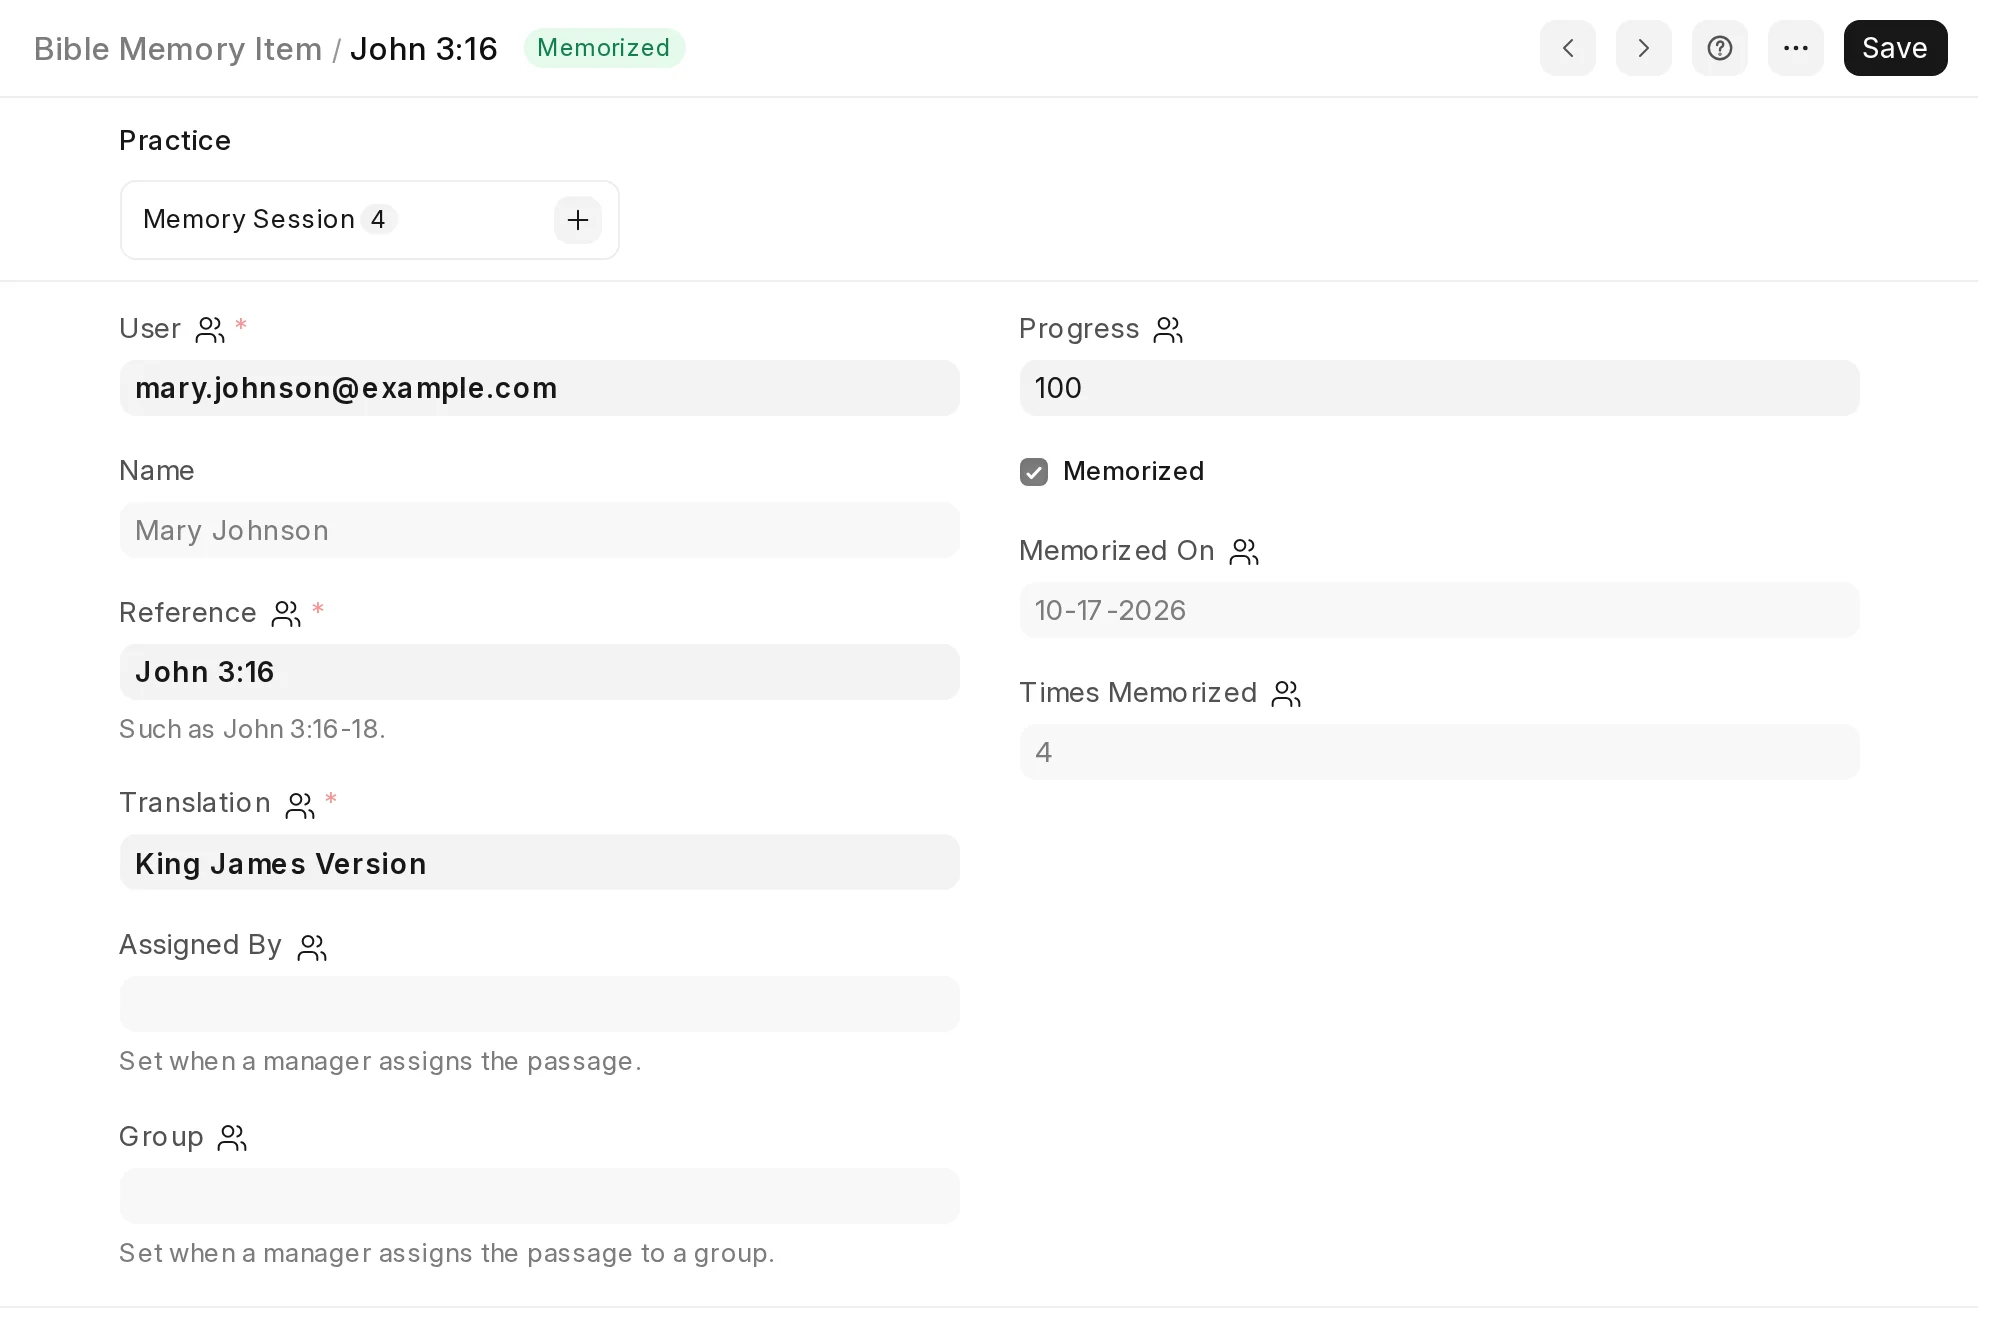 Bible Memory Item / John 3:16 Memorized
Save
Practice
Memory Session 4
User *
mary.johnson@example.com
Name
Mary Johnson
Reference *
John 3:16
Such as John 3:16-18.
Translation *
King James Version
Assigned By
Set when a manager assigns the passage.
Group
Set when a manager assigns the passage to a group.
Progress
100
Memorized
Memorized On
10-17-2026
Times Memorized
4